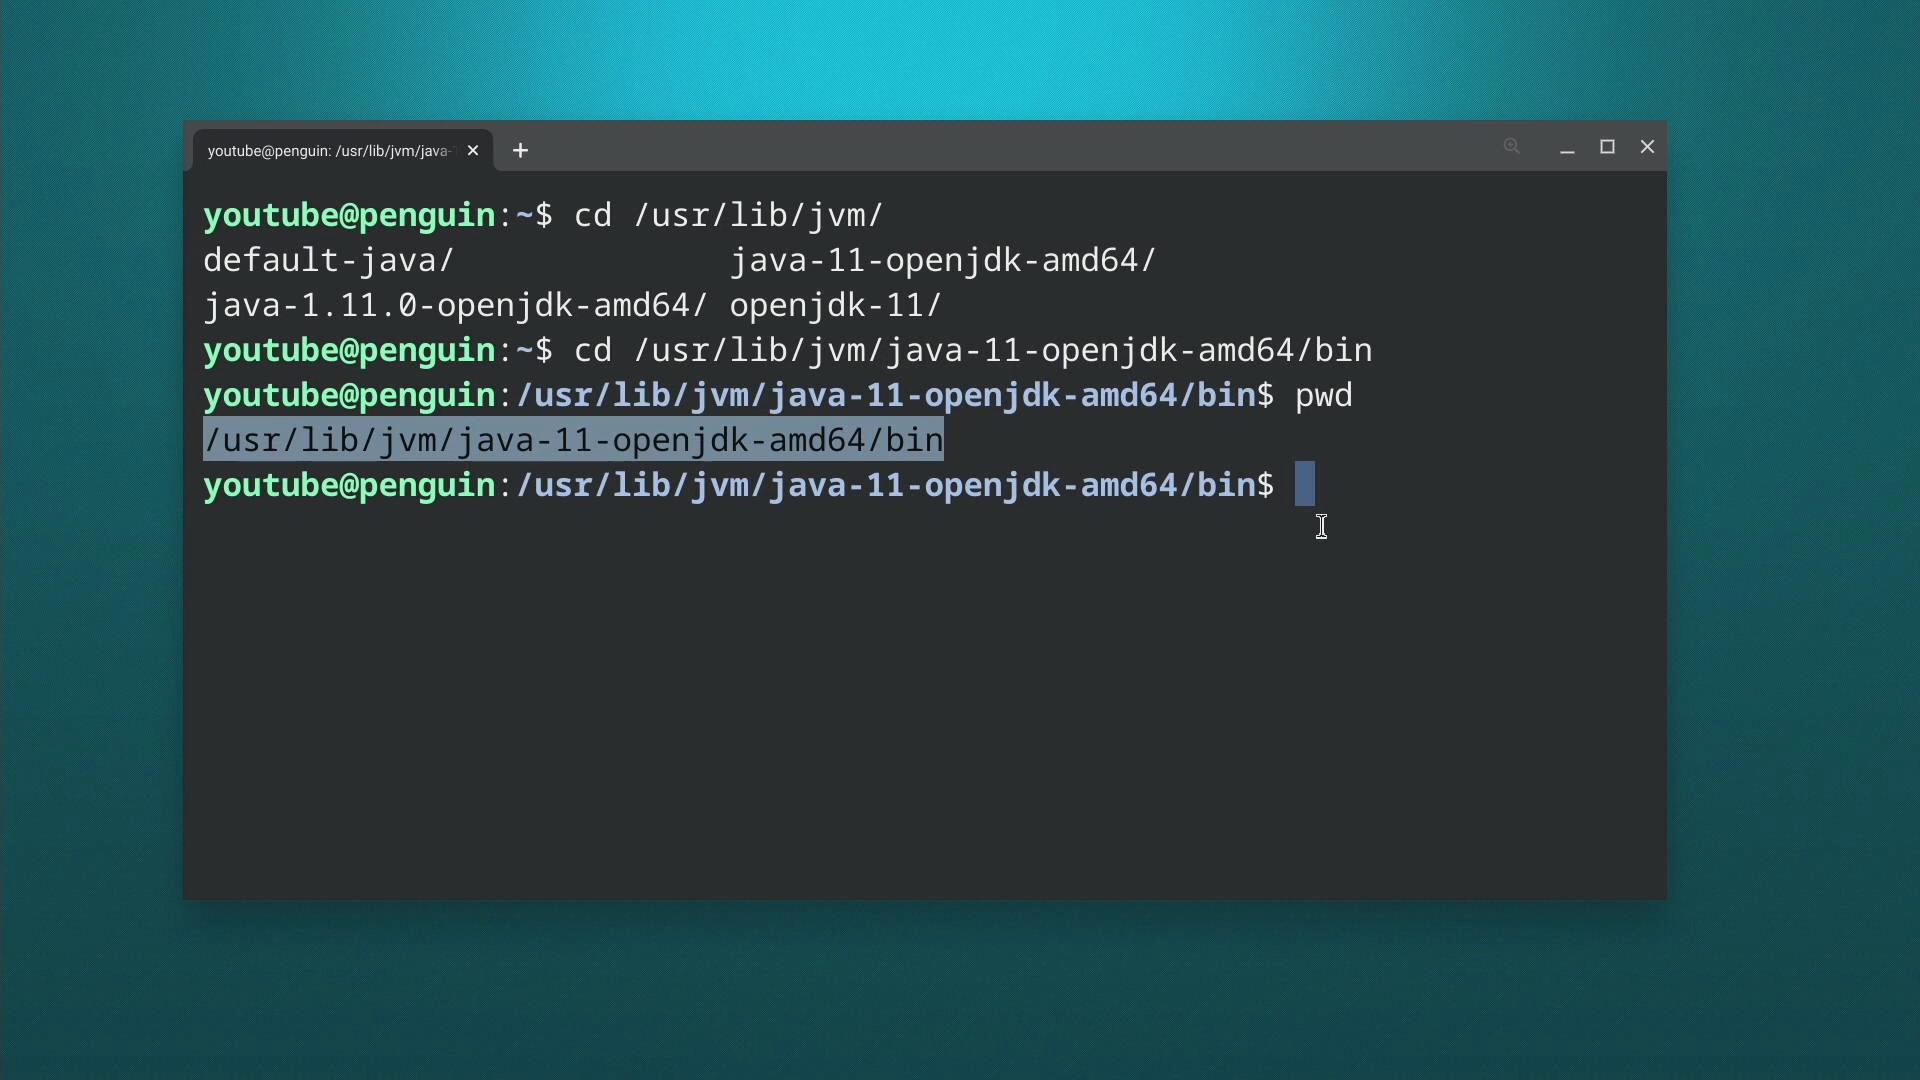 youtube@penguin: /usr/lib/jvm/java-
youtube@penguin:~$ cd /usr/lib/jvm/
default-java/ java-11-openjdk-amd64/
java-1.11.0-openjdk-amd64/ openjdk-11/
youtube@penguin:~$ cd /usr/lib/jvm/java-11-openjdk-amd64/bin
youtube@penguin:/usr/lib/jvm/java-11-openjdk-amd64/bin$ pwd
/usr/lib/jvm/java-11-openjdk-amd64/bin
youtube@penguin:/usr/lib/jvm/java-11-openjdk-amd64/bin$